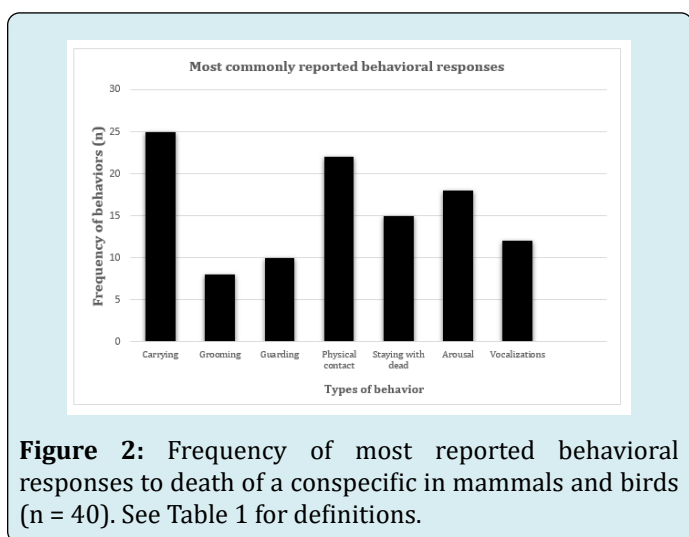 Most commonly reported behavioral responses
30
25
20
15
10
5
0
Frequency of behaviors (n)
Carrying
Grooming
Guarding
Physical
contact
Staying with
dead
Arousal
Vocalizations
Types of behavior
Figure 2: Frequency of most reported behavioral
responses to death of a conspecific in mammals and birds
(n = 40). See Table 1 for definitions.